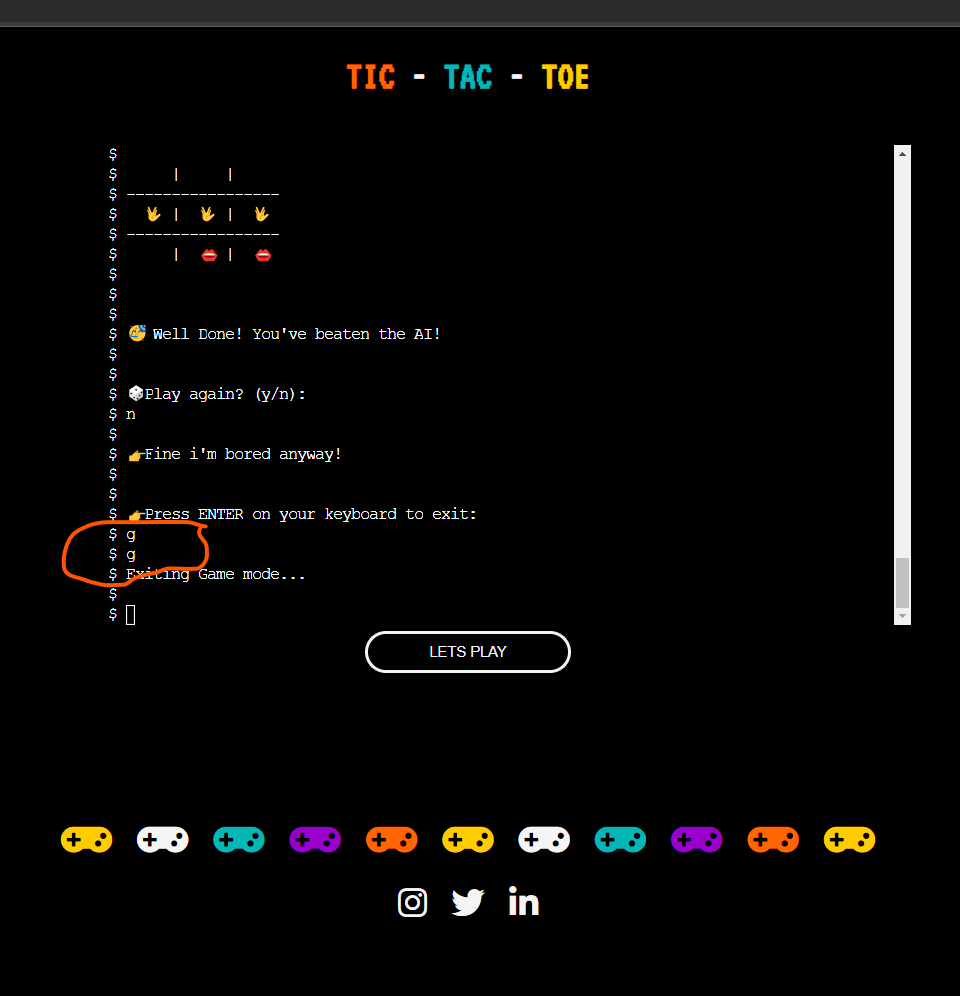 TIC - TAC - TOE
$
$ | |
$ -----------------
$ 🖖 | 🖖 | 🖖
$ -----------------
$ | 👄 | 👄
$
$
$
$ 🥳 Well Done! You've beaten the AI!
$
$
$ 🎲Play again? (y/n):
$ n
$
$ 👉Fine i'm bored anyway!
$
$
$ 👉Press ENTER on your keyboard to exit:
$ g
$ g
$ Exiting Game mode...
$
$
LETS PLAY